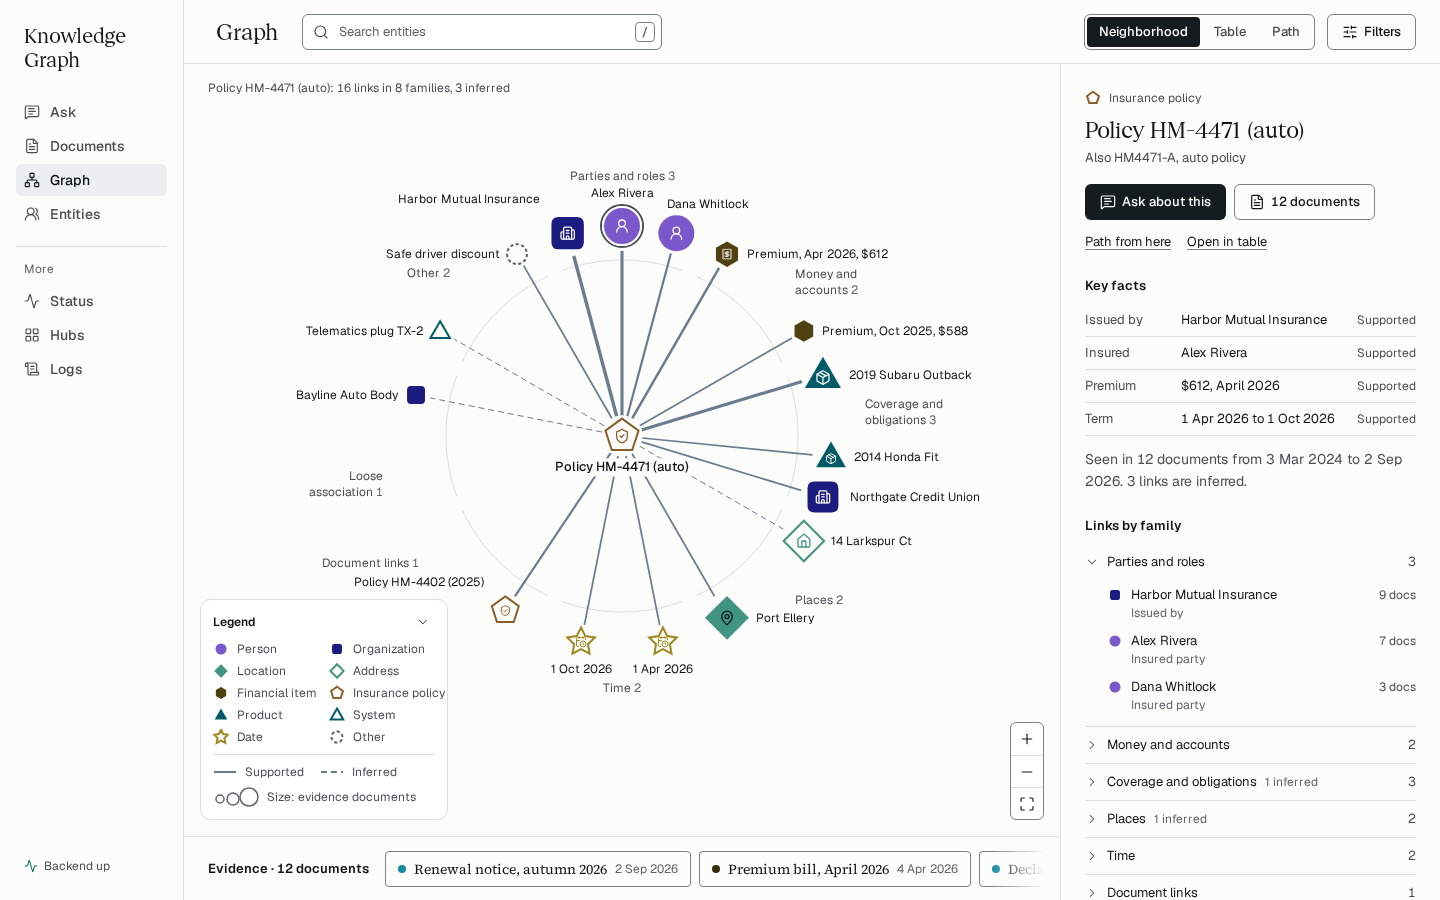 Knowledge
Graph
Ask
Documents
Graph
Entities
More
Status
Hubs
Logs
Backend up
Graph
Search entities
/
Neighborhood
Table
Path
Filters
Policy HM-4471 (auto): 16 links in 8 families, 3 inferred
Parties and roles 3
Harbor Mutual Insurance
Alex Rivera
Dana Whitlock
Safe driver discount
Other 2
Premium, Apr 2026, $612
Money and
accounts 2
Telematics plug TX-2
Premium, Oct 2025, $588
2019 Subaru Outback
Bayline Auto Body
Coverage and
obligations 3
2014 Honda Fit
Policy HM-4471 (auto)
Loose
association 1
Northgate Credit Union
14 Larkspur Ct
Document links 1
Policy HM-4402 (2025)
Places 2
Port Ellery
1 Oct 2026
1 Apr 2026
Time 2
Legend
Person
Organization
Location
Address
Financial item
Insurance policy
Product
System
Date
Other
Supported
Inferred
Size: evidence documents
Evidence · 12 documents
Renewal notice, autumn 2026
2 Sep 2026
Premium bill, April 2026
4 Apr 2026
Insurance policy
Policy HM-4471 (auto)
Also HM4471-A, auto policy
Ask about this
12 documents
Path from here
Open in table
Key facts
Issued by
Harbor Mutual Insurance
Supported
Insured
Alex Rivera
Supported
Premium
$612, April 2026
Supported
Term
1 Apr 2026 to 1 Oct 2026
Supported
Seen in 12 documents from 3 Mar 2024 to 2 Sep
2026. 3 links are inferred.
Links by family
Parties and roles
3
Harbor Mutual Insurance
9 docs
Issued by
Alex Rivera
7 docs
Insured party
Dana Whitlock
3 docs
Insured party
Money and accounts
2
Coverage and obligations
1 inferred
3
Places
1 inferred
2
Time
2
Document links
1